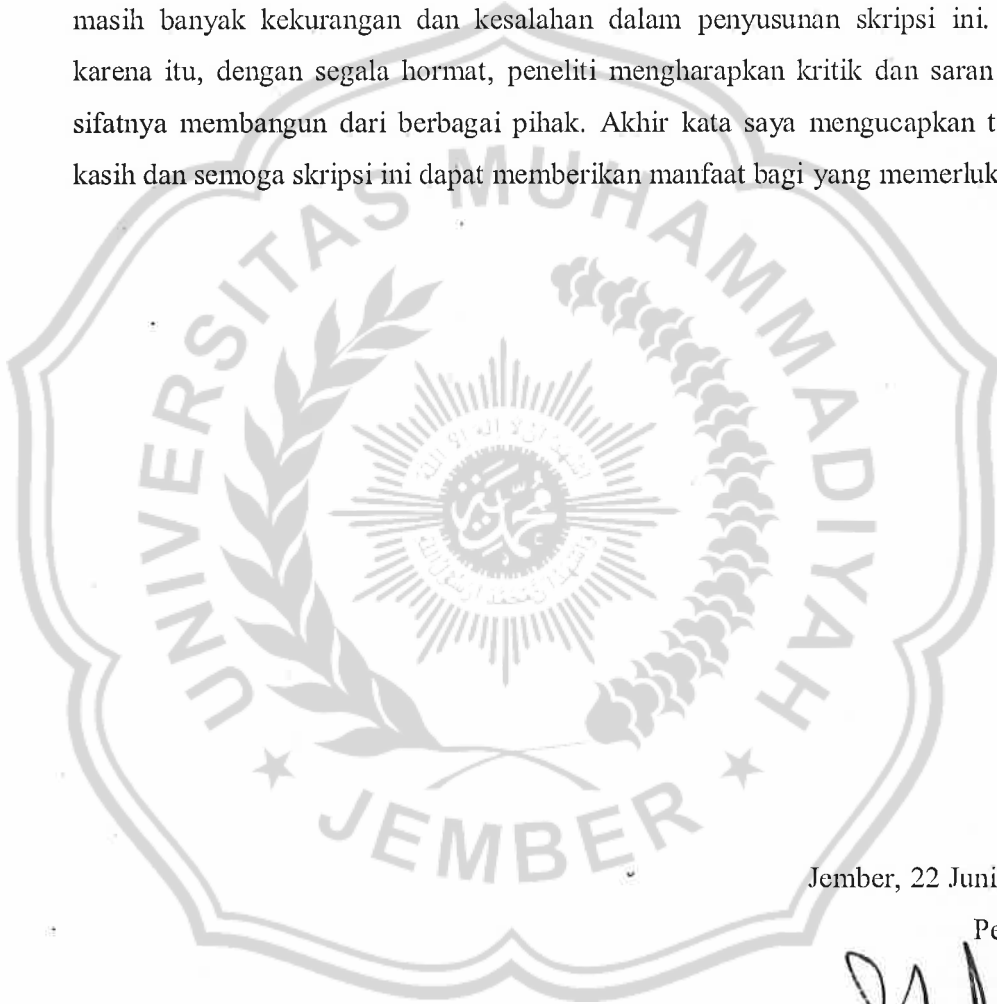 masih banyak kekurangan dan kesalahan dalam penyusunan skripsi ini.
karena itu, dengan segala hormat, peneliti mengharapkan kritik dan saran
sifatnya membangun dari berbagai pihak. Akhir kata saya mengucapkan t
kasih dan semoga skripsi ini dapat memberikan manfaat bagi yang memerluk
UNIVERSITAS MUHAMMADIYAH
JEMBER
Jember, 22 Juni
Pe